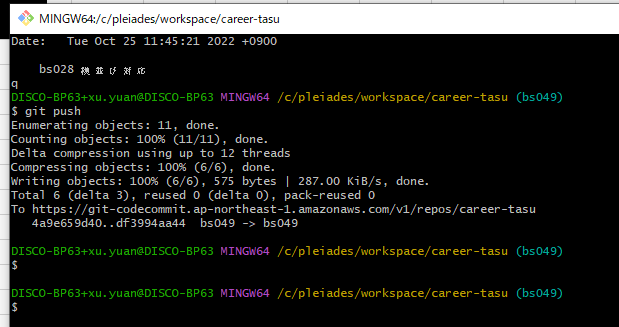 MINGW64:/c/pleiades/workspace/career-tasu
Date:   Tue Oct 25 11:45:21 2022 +0900
bs028 横並び対応
q
DISCO-BP63+xu.yuan@DISCO-BP63 MINGW64 /c/pleiades/workspace/career-tasu (bs049)
$ git push
Enumerating objects: 11, done.
Counting objects: 100% (11/11), done.
Delta compression using up to 12 threads
Compressing objects: 100% (6/6), done.
Writing objects: 100% (6/6), 575 bytes | 287.00 KiB/s, done.
Total 6 (delta 3), reused 0 (delta 0), pack-reused 0
To https://git-codecommit.ap-northeast-1.amazonaws.com/v1/repos/career-tasu
   4a9e659d40..df3994aa44  bs049 -> bs049
DISCO-BP63+xu.yuan@DISCO-BP63 MINGW64 /c/pleiades/workspace/career-tasu (bs049)
$
DISCO-BP63+xu.yuan@DISCO-BP63 MINGW64 /c/pleiades/workspace/career-tasu (bs049)
$